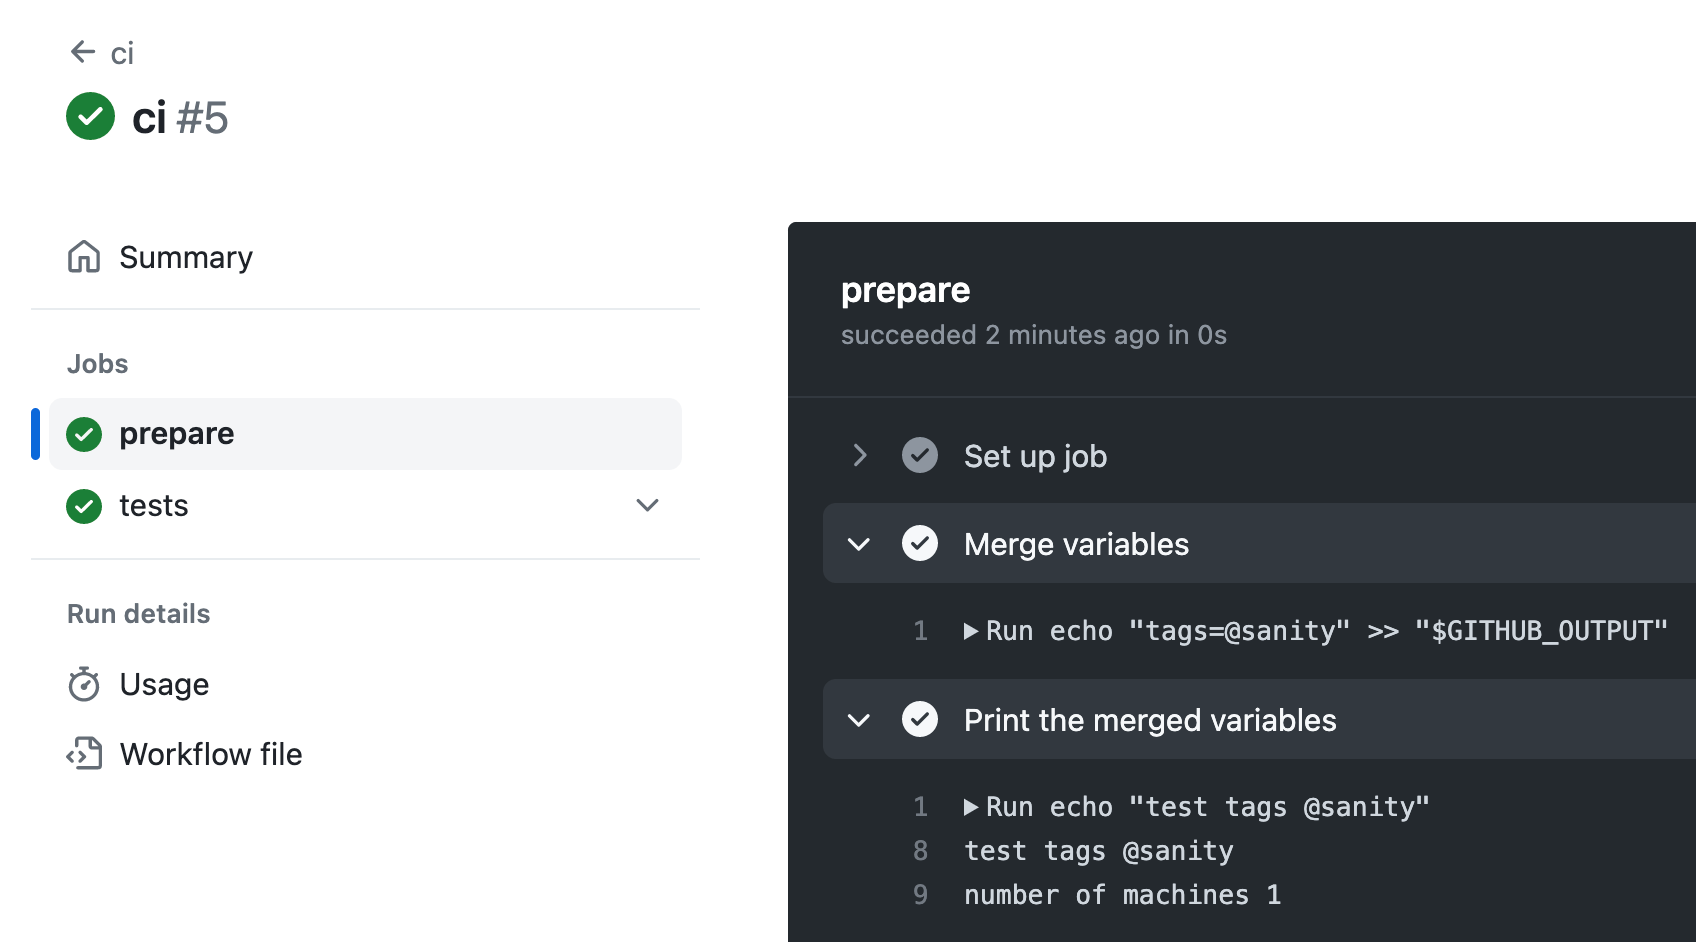 ci
ci #5
Summary
Jobs
prepare
tests
Run details
Usage
Workflow file
prepare
succeeded 2 minutes ago in 0s
Set up job
Merge variables
1 Run echo "tags=@sanity" >> "$GITHUB_OUTPUT"
Print the merged variables
1 Run echo "test tags @sanity"
8 test tags @sanity
9 number of machines 1